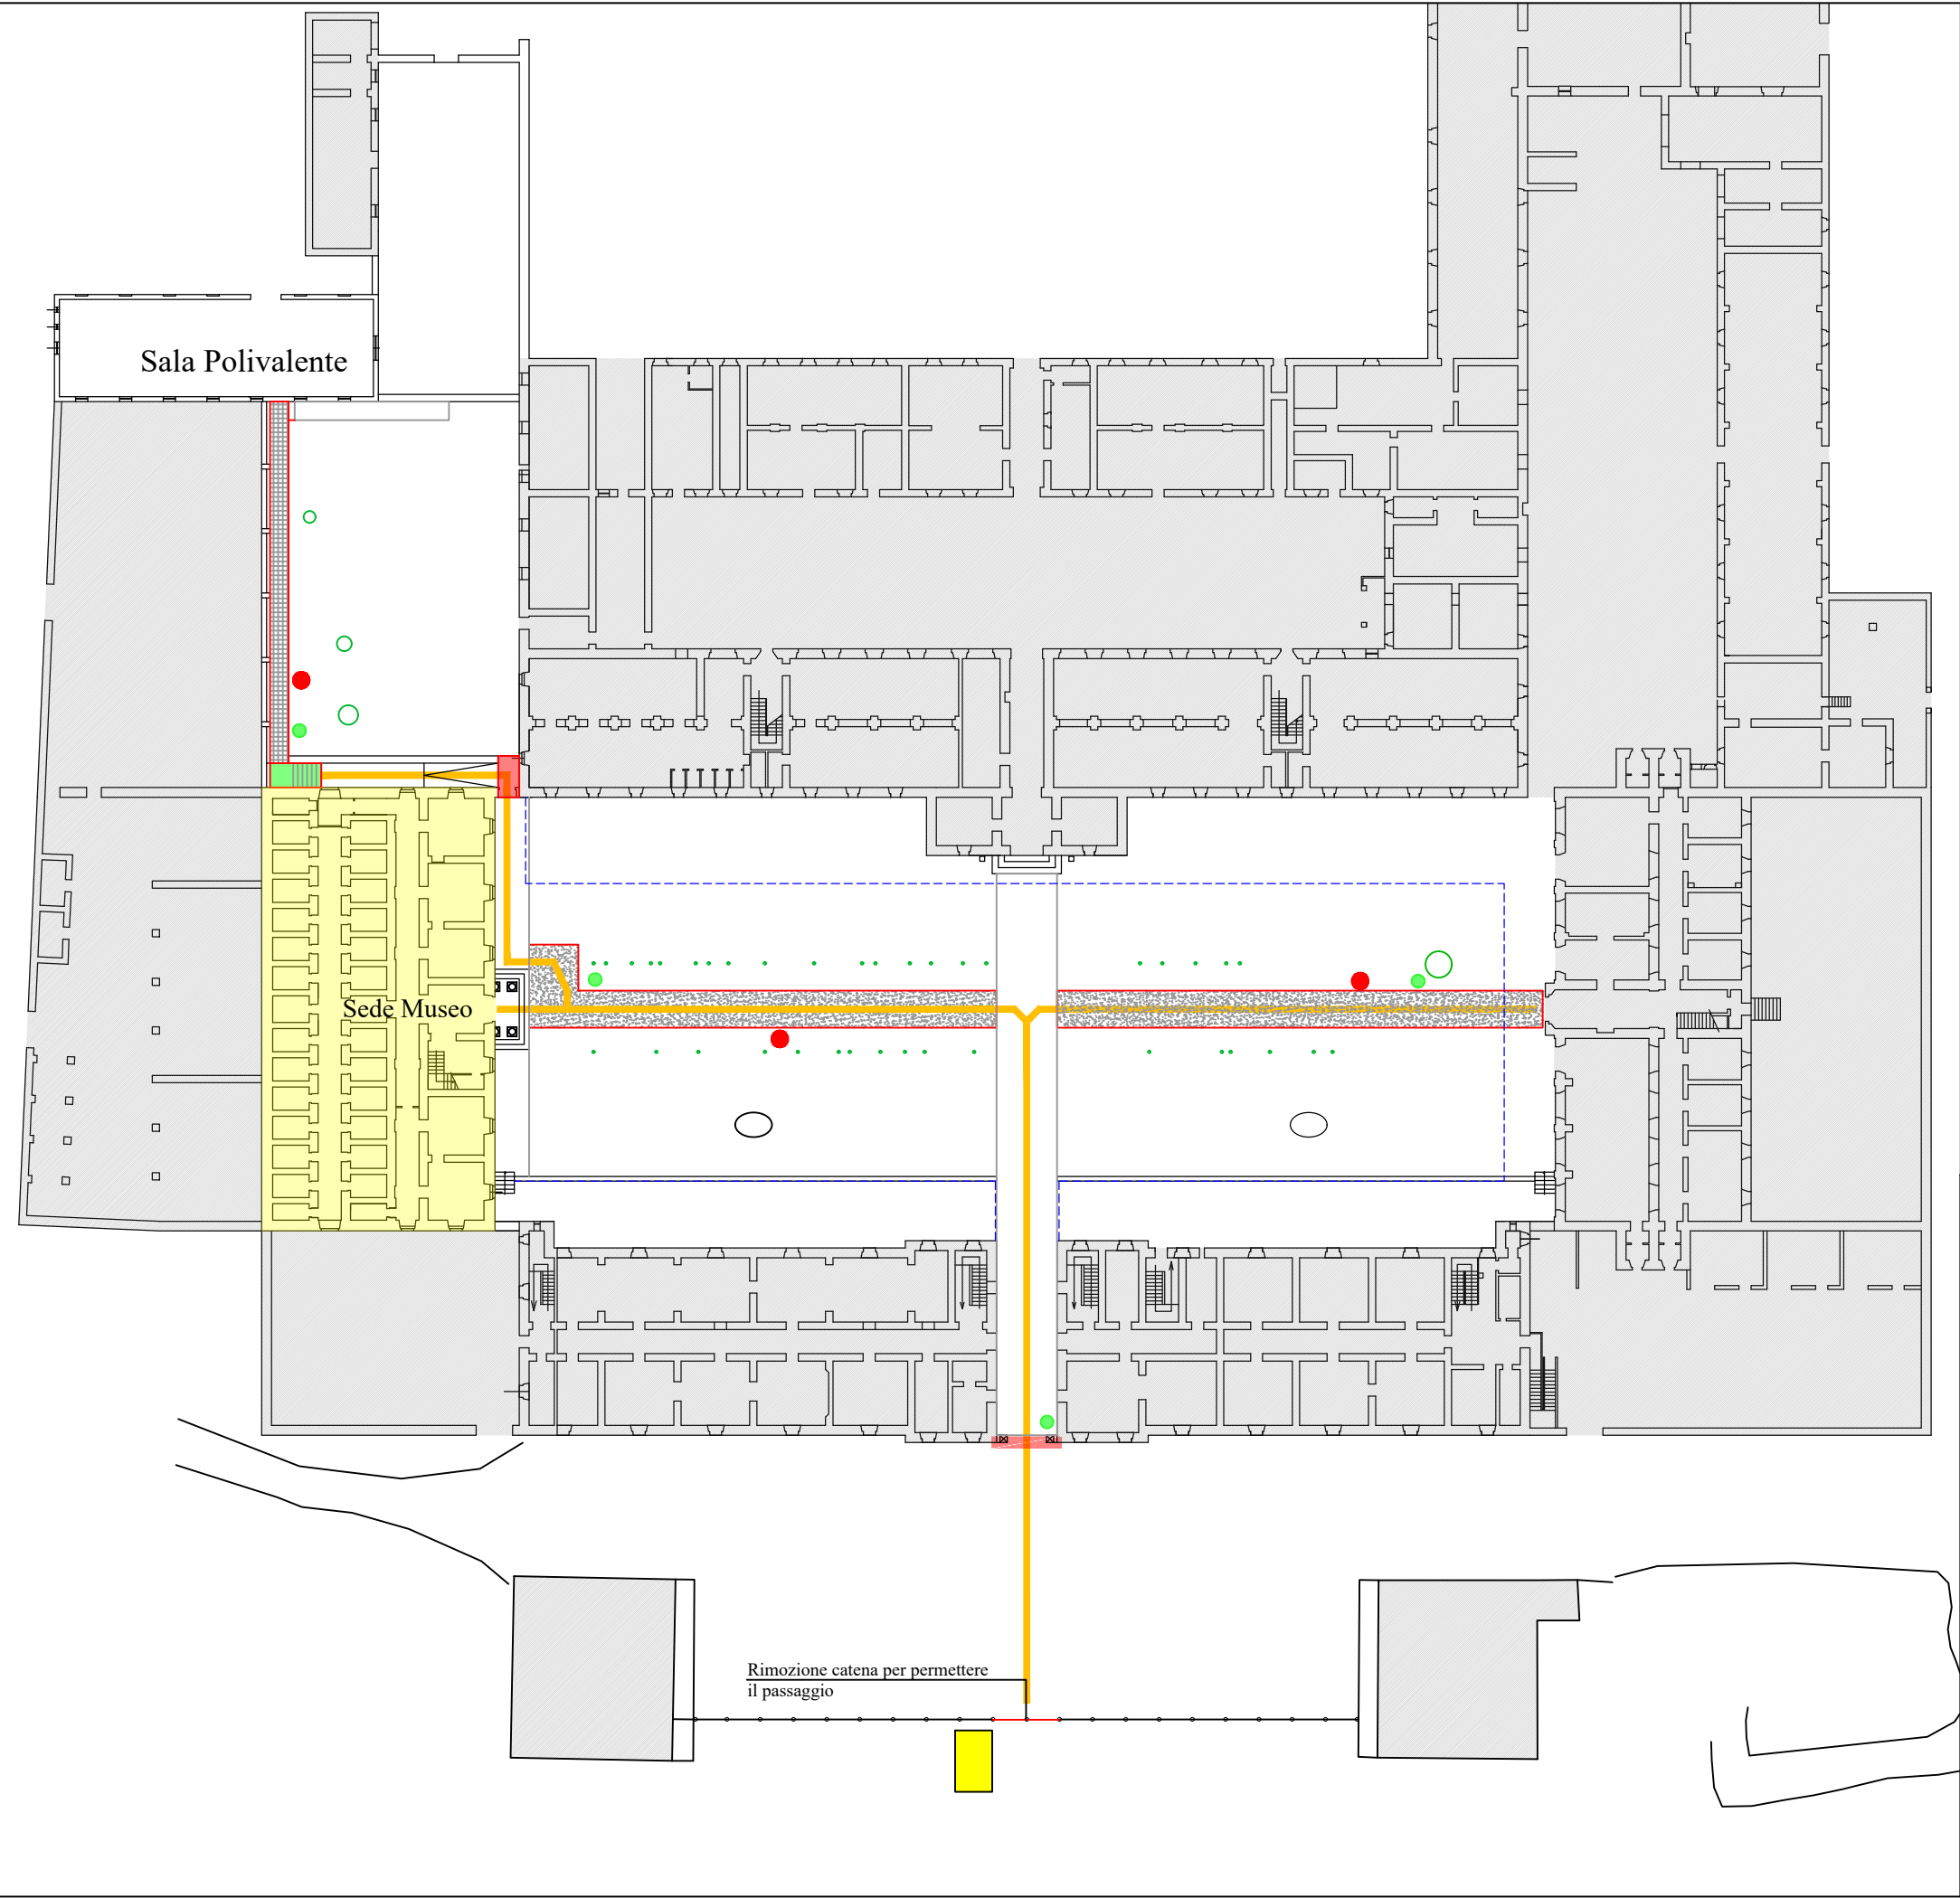 Sala Polivalente
Sede Museo
Rimozione catena per permettere
il passaggio